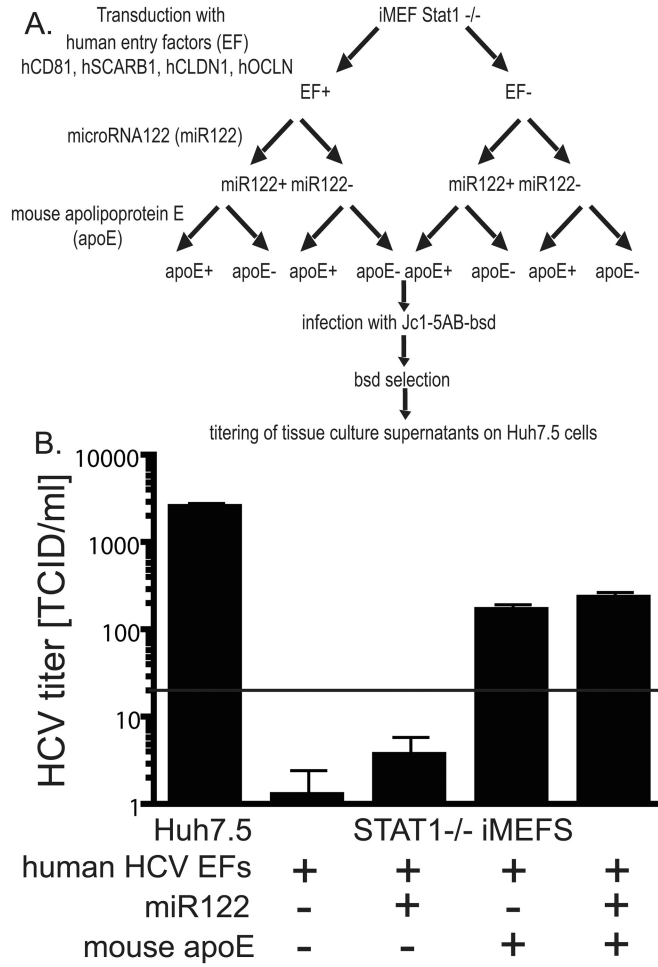 A.
Transduction with
human entry factors (EF)
hCD81, hSCARB1, hCLDN1, hOCLN
iMEF Stat1 -/-
EF+ EF-
microRNA122 (miR122)
miR122+ miR122- miR122+ miR122-
mouse apolipoprotein E
(apoE)
apoE+ apoE- apoE+ apoE- apoE+ apoE- apoE+ apoE-
infection with Jc1-5AB-bsd
bsd selection
titering of tissue culture supernatants on Huh7.5 cells
B.
HCV titer [TCID/ml]
10000
1000
100
10
1
Huh7.5 STAT1-/- iMEFS
human HCV EFs + + + +
miR122 - + - +
mouse apoE - - + +